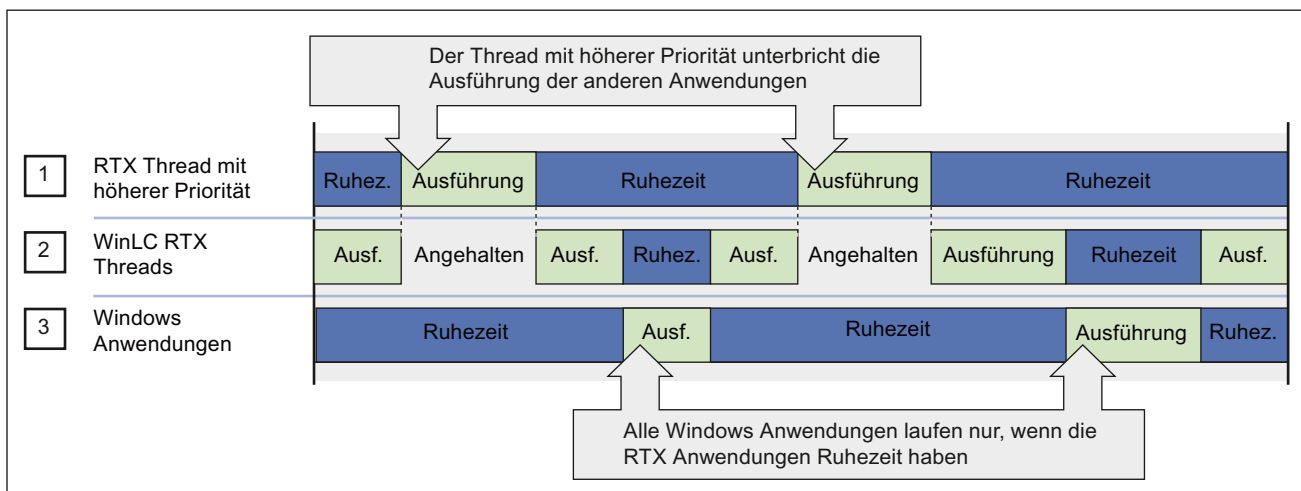 Der Thread mit höherer Priorität unterbricht die
Ausführung der anderen Anwendungen
1
RTX Thread mit
höherer Priorität
Ruhez.
Ausführung
Ruhezeit
Ausführung
Ruhezeit
2
WinLC RTX
Threads
Ausf.
Angehalten
Ausf.
Ruhez.
Ausf.
Angehalten
Ausführung
Ruhezeit
Ausf.
3
Windows
Anwendungen
Ruhezeit
Ausf.
Ruhezeit
Ausführung
Ruhez.
Alle Windows Anwendungen laufen nur, wenn die
RTX Anwendungen Ruhezeit haben